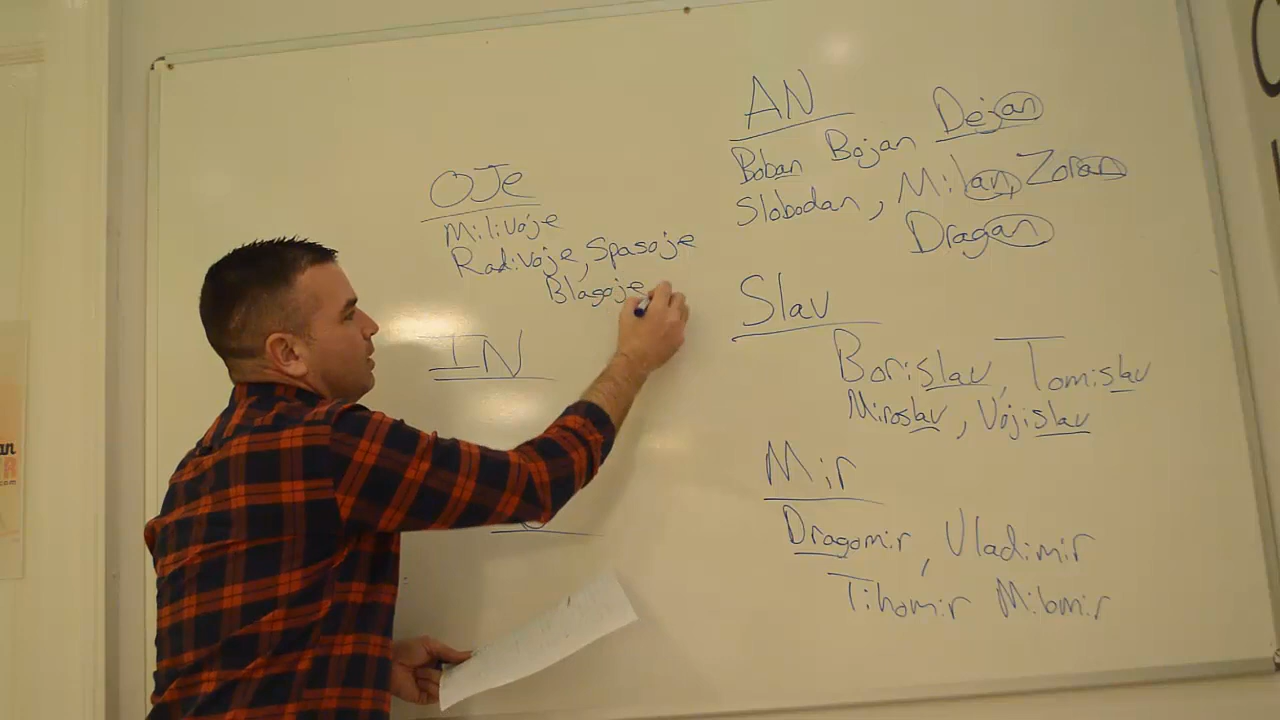 OJe
Milivoje
Radivoje, Spasoje
Blagoje
IN
AN
Boban Bojan Dejan
Slobodan, Milan, Zoran
Dragan
Slav
Borislav, Tomislav
Miroslav, Vojislav
Mir
Dragomir, Vladimir
Tihomir Milomir